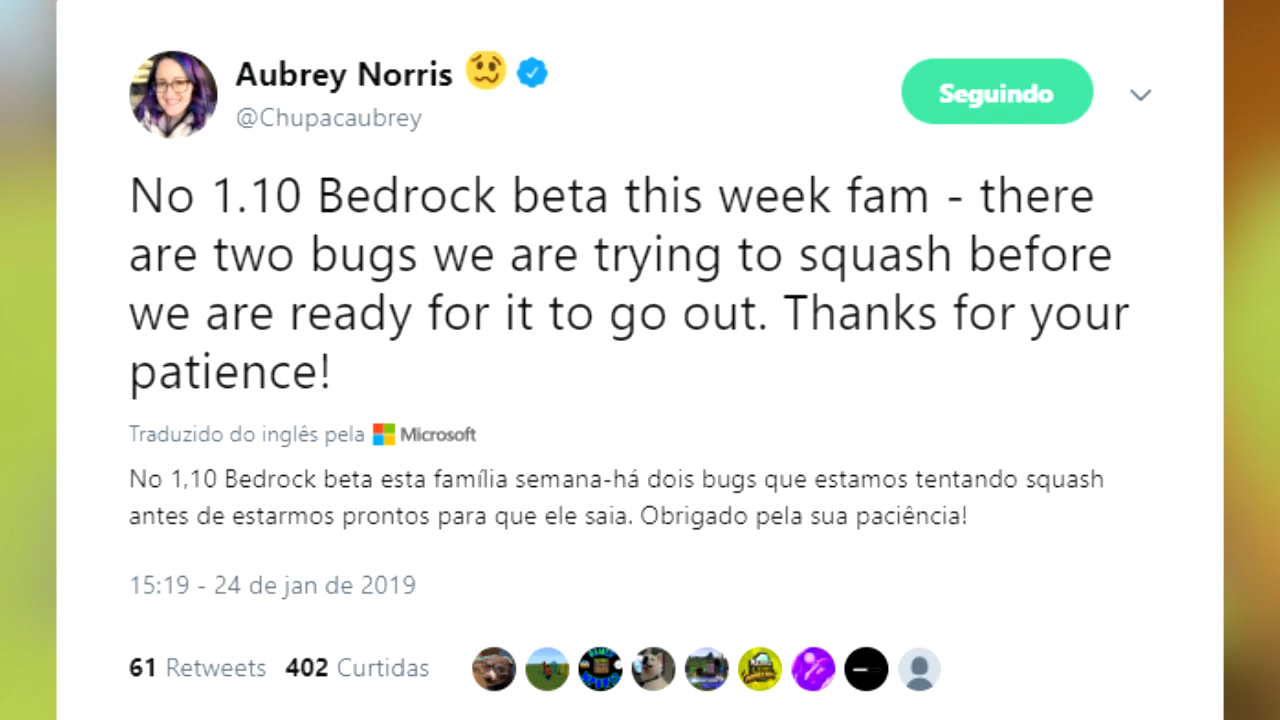 Aubrey Norris
@Chupacaubrey
Seguindo
No 1.10 Bedrock beta this week fam - there
are two bugs we are trying to squash before
we are ready for it to go out. Thanks for your
patience!
Traduzido do inglês pela Microsoft
No 1,10 Bedrock beta esta família semana-há dois bugs que estamos tentando squash
antes de estarmos prontos para que ele saia. Obrigado pela sua paciência!
15:19 - 24 de jan de 2019
61 Retweets 402 Curtidas